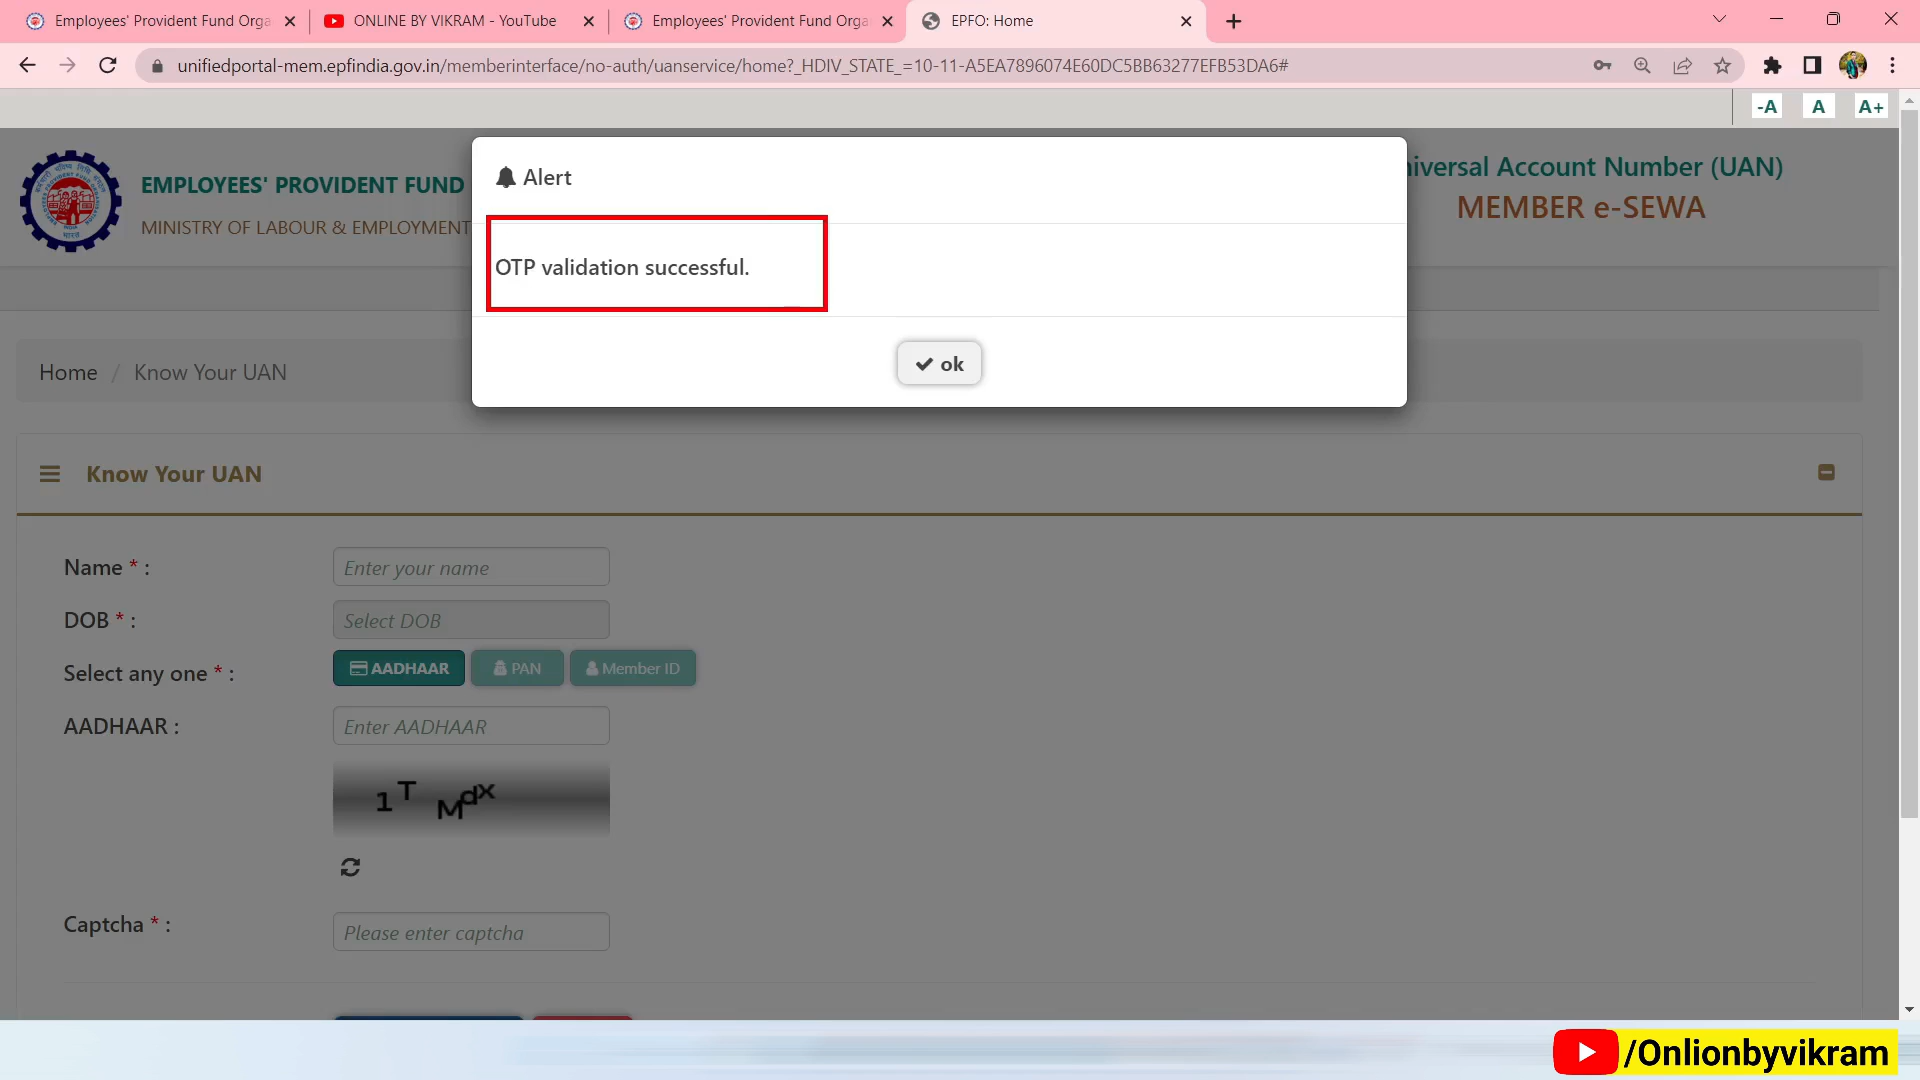 Employees' Provident Fund Orga
ONLINE BY VIKRAM - YouTube
Employees' Provident Fund Orga
EPFO: Home
unifiedportal-mem.epfindia.gov.in/memberinterface/no-auth/uanservice/home?_HDIV_STATE_=10-11-A5EA7896074E60DC5BB63277EFB53DA6#
-A A A+
EMPLOYEES' PROVIDENT FUND
MINISTRY OF LABOUR & EMPLOYMENT
niversal Account Number (UAN)
MEMBER e-SEWA
Alert
OTP validation successful.
ok
Home / Know Your UAN
Know Your UAN
Name * : Enter your name
DOB * : Select DOB
Select any one * : AADHAAR PAN Member ID
AADHAAR : Enter AADHAAR
1T Mdx
Captcha * : Please enter captcha
/Onlionbyvikram